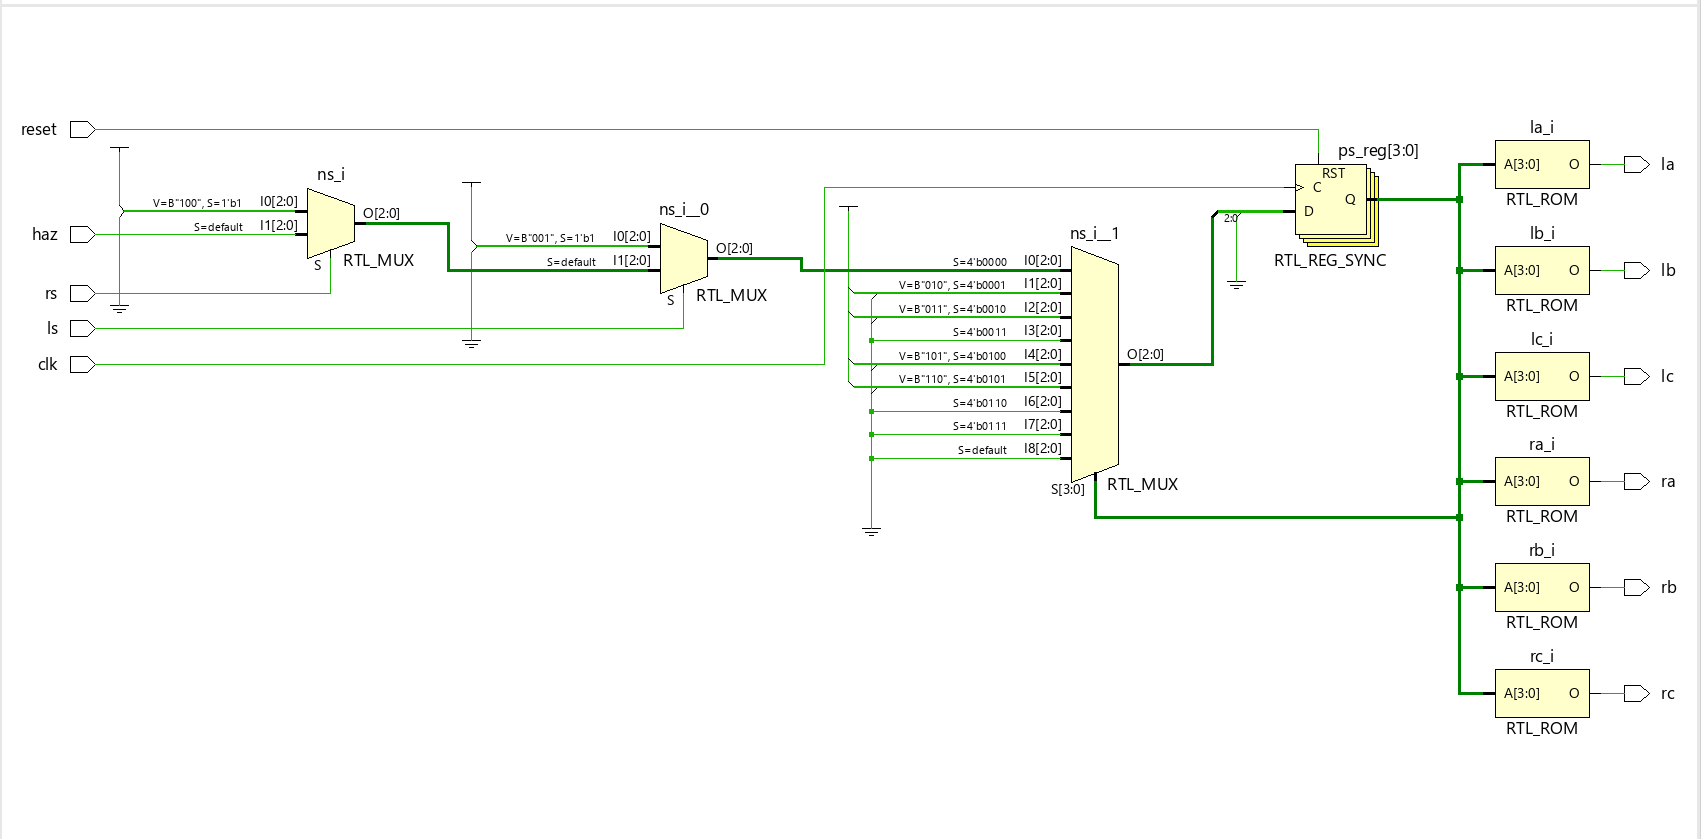 reset
haz
rs
ls
clk
ns_i
V=B"100", S=1'b1 I0[2:0]
S=default I1[2:0]
O[2:0]
S
RTL_MUX
ns_i__0
V=B"001", S=1'b1 I0[2:0]
S=default I1[2:0]
O[2:0]
S
RTL_MUX
ns_i__1
S=4'b0000 I0[2:0]
V=B"010", S=4'b0001 I1[2:0]
V=B"011", S=4'b0010 I2[2:0]
S=4'b0011 I3[2:0]
V=B"101", S=4'b0100 I4[2:0]
V=B"110", S=4'b0101 I5[2:0]
S=4'b0110 I6[2:0]
S=4'b0111 I7[2:0]
S=default I8[2:0]
O[2:0]
S[3:0]
RTL_MUX
ps_reg[3:0]
RST
C
D
Q
2:0
RTL_REG_SYNC
la_i
A[3:0] O
RTL_ROM
la
lb_i
A[3:0] O
RTL_ROM
lb
lc_i
A[3:0] O
RTL_ROM
lc
ra_i
A[3:0] O
RTL_ROM
ra
rb_i
A[3:0] O
RTL_ROM
rb
rc_i
A[3:0] O
RTL_ROM
rc